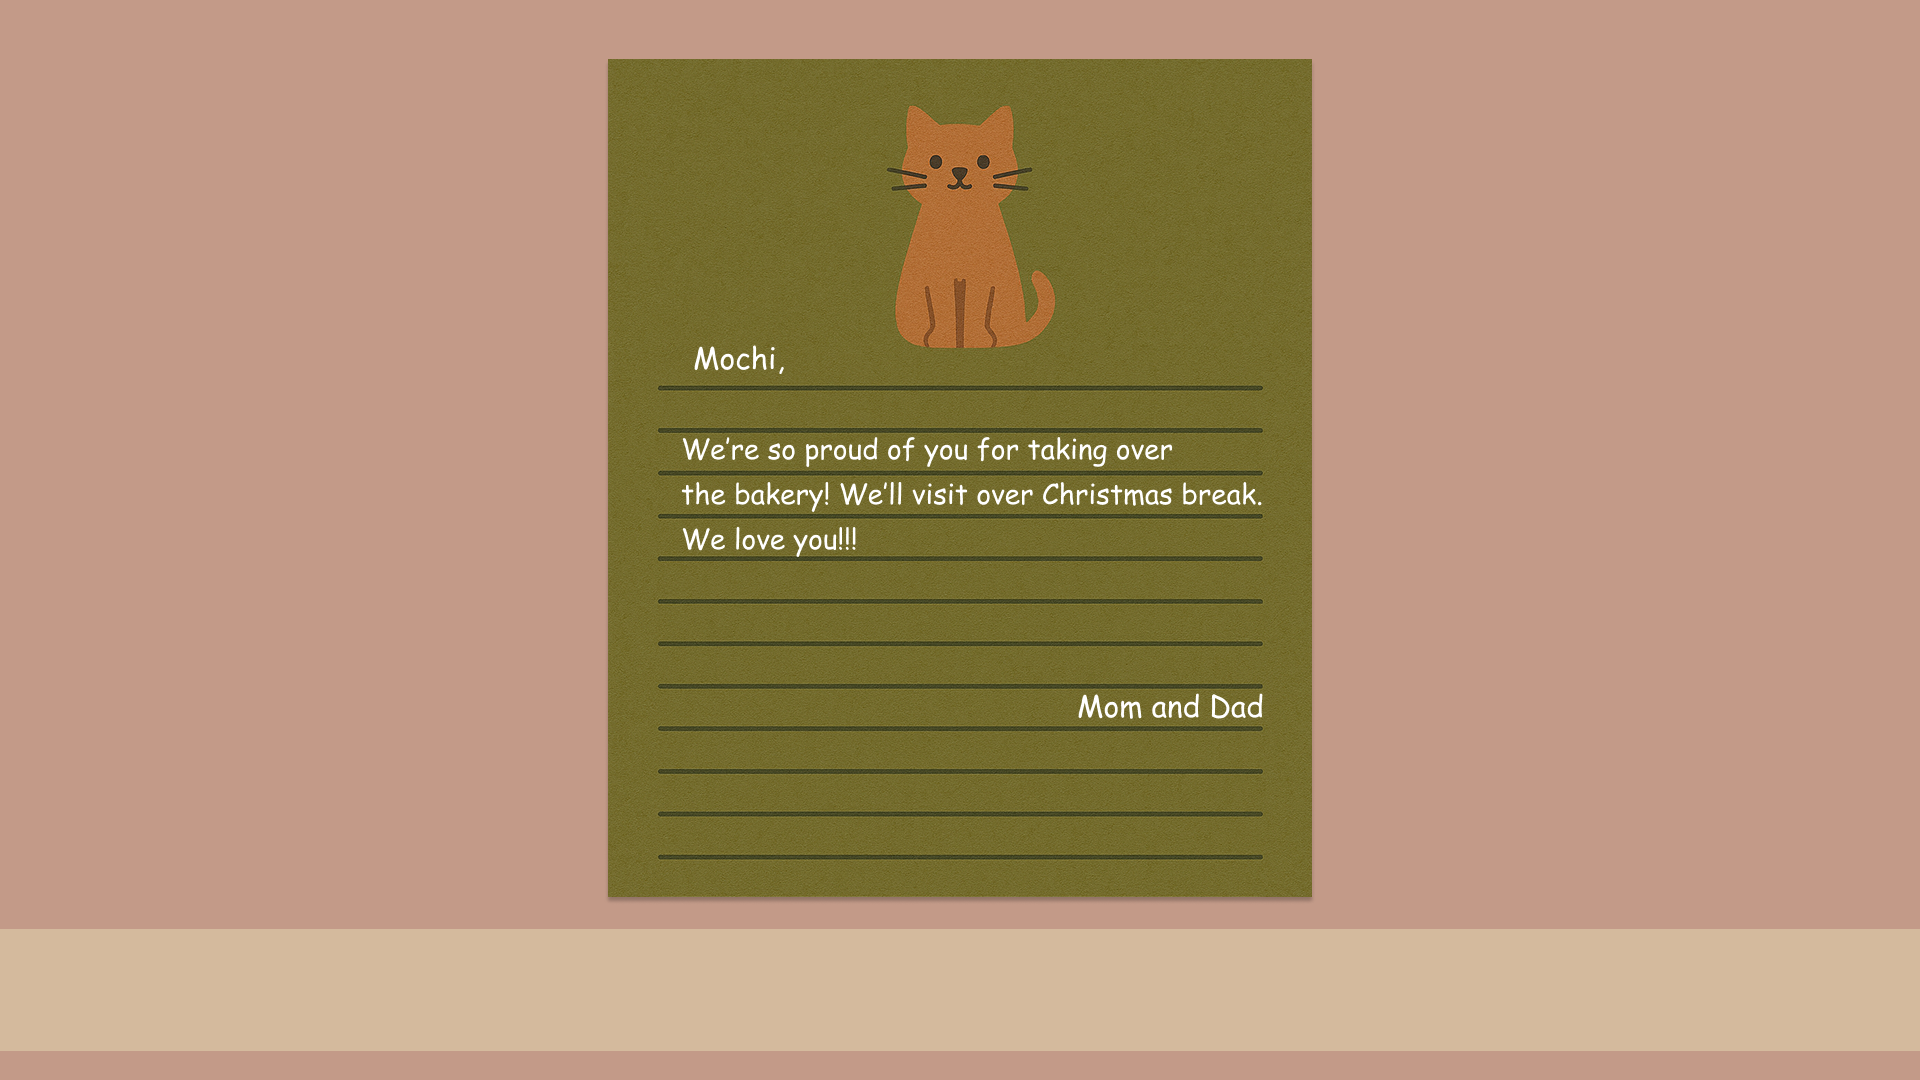 Mochi,
We’re so proud of you for taking over
the bakery! We’ll visit over Christmas break.
We love you!!!
Mom and Dad